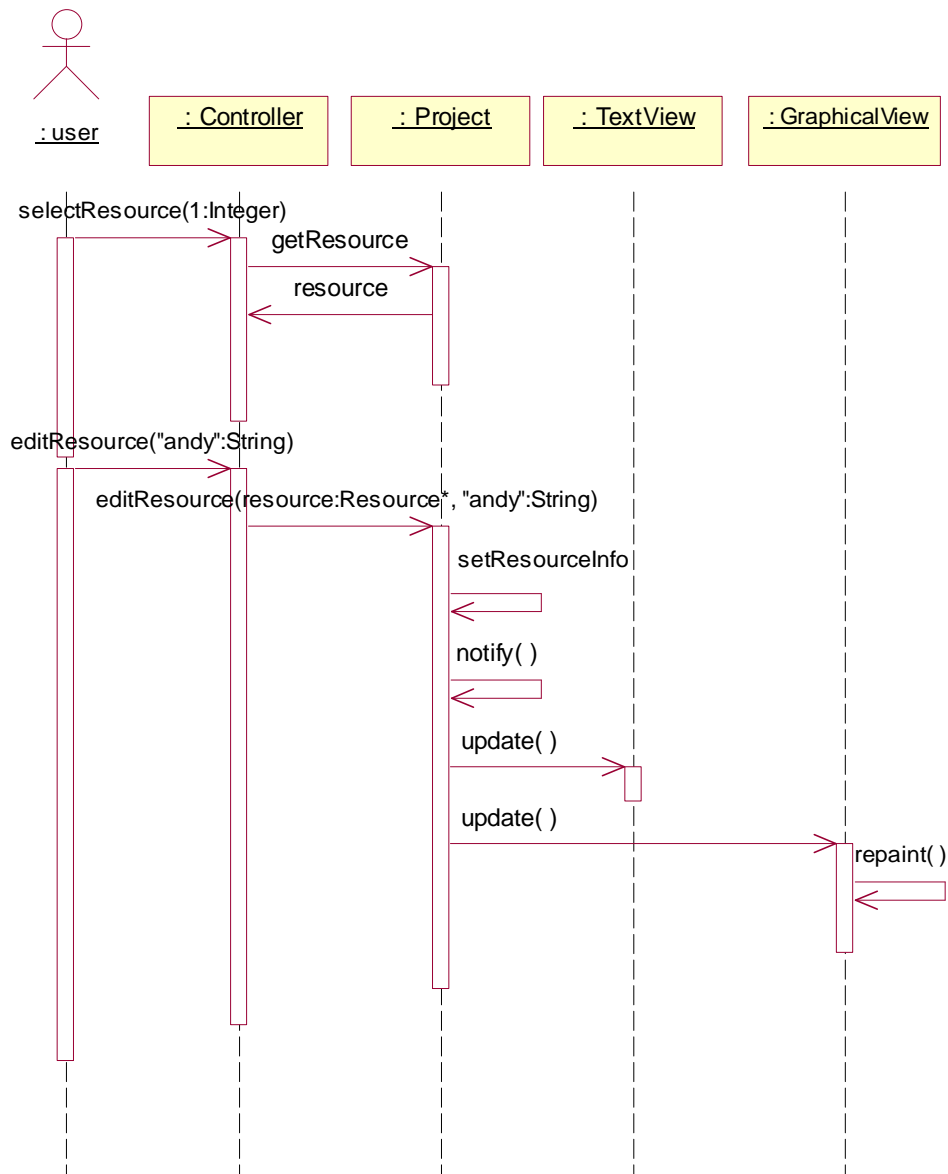 : user
: Controller
: Project
: TextView
: GraphicalView
selectResource(1:Integer)
getResource
resource
editResource("andy":String)
editResource(resource:Resource*, "andy":String)
setResourceInfo
notify( )
update( )
update( )
repaint( )